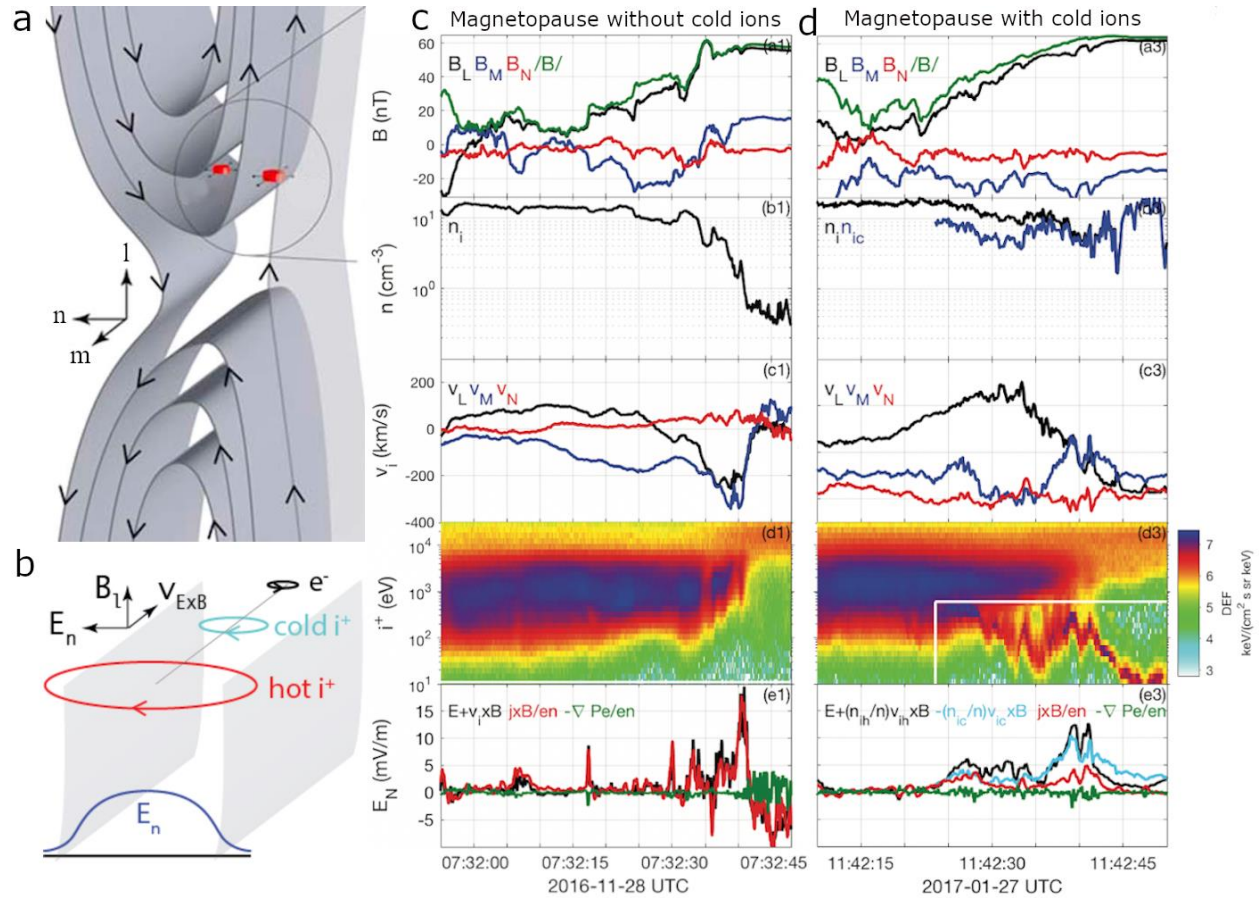 a
l
n
m
b
B_l
V_ExB
E_n
e-
cold i+
hot i+
E_n
c
Magnetopause without cold ions
(a1)
B_L B_M B_N /B/
B (nT)
60
40
20
0
-20
(b1)
n_i
n (cm-3)
10^1
10^0
(c1)
v_L v_M v_N
v_i (km/s)
200
0
-200
-400
(d1)
i+ (eV)
10^4
10^3
10^2
10^1
(e1)
E+v_ixB jxB/en -∇ Pe/en
E_N (mV/m)
15
10
5
0
-5
07:32:00 07:32:15 07:32:30 07:32:45
2016-11-28 UTC
d
Magnetopause with cold ions
(a3)
B_L B_M B_N /B/
n_i n_ic
(c3)
v_L v_M v_N
(d3)
7
6
5
4
3
DEF
keV/(cm2 s sr keV)
(e3)
E+(n_ih/n)v_ihxB -(n_ic/n)v_icxB jxB/en -∇ Pe/en
11:42:15 11:42:30 11:42:45
2017-01-27 UTC